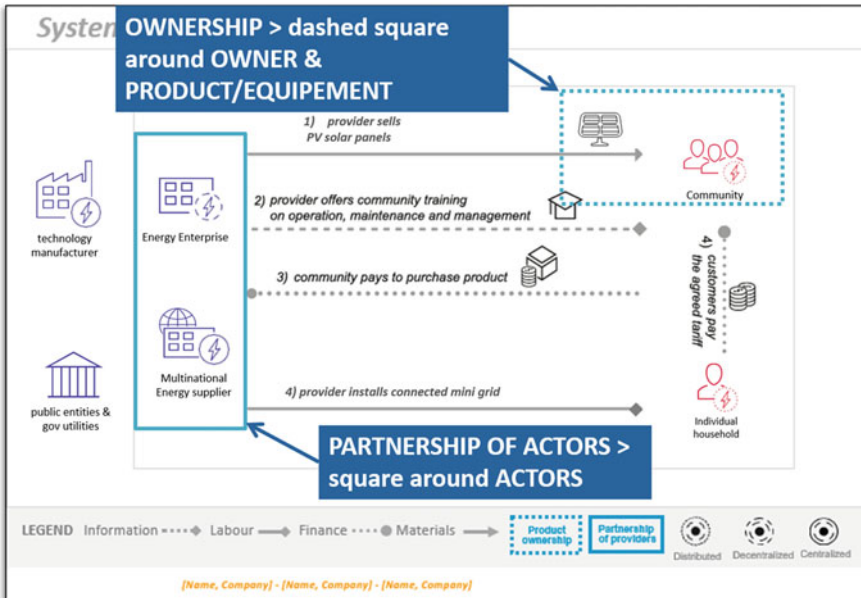 System
OWNERSHIP > dashed square
around OWNER &
PRODUCT/EQUIPEMENT
1) provider sells
PV solar panels
Community
2) provider offers community training
on operation, maintenance and management
technology
manufacturer
Energy Enterprise
3) community pays to purchase product
4) customers pay
the agreed tariff
Multinational
Energy supplier
4) provider installs connected mini grid
public entities &
gov utilities
Individual
household
PARTNERSHIP OF ACTORS >
square around ACTORS
LEGEND Information Labour Finance Materials
Product
ownership
Partnership
of providers
Distributed Decentralized Centralized
[Name, Company] - [Name, Company] - [Name, Company]